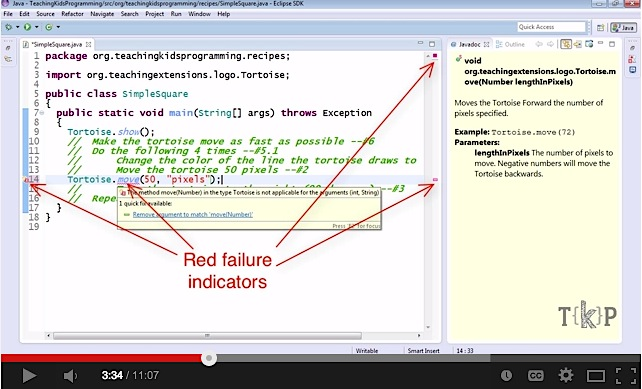 Java - TeachingKidsProgramming/src/org/teachingkidsprogramming/recipes/SimpleSquare.java - Eclipse SDK
File Edit Source Refactor Navigate Search Project Run Window Help
Quick Access
Java
*SimpleSquare.java
1 package org.teachingkidsprogramming.recipes;
2
3 import org.teachingextensions.logo.Tortoise;
4
5 public class SimpleSquare
6 {
7 public static void main(String[] args) throws Exception
8 {
9 Tortoise.show();
10 // Make the tortoise move as fast as possible --#6
11 // Do the following 4 times --#5.1
12 // Change the color of the line the tortoise draws to
13 // Move the tortoise 50 pixels --#2
14 Tortoise.move(50, "pixels");
15
The method move(Number) in the type Tortoise is not applicable for the arguments (int, String)
--#3
16 // Repe
1 quick fix available:
Remove argument to match 'move(Number)'
Press 'F2' for focus
17 }
18 }
19
Red failure
indicators
Javadoc Outline
void
org.teachingextensions.logo.Tortoise.m
ove(Number lengthInPixels)
Moves the Tortoise Forward the number of
pixels specified.
Example: Tortoise.move(72)
Parameters:
lengthInPixels The number of pixels to
move. Negative numbers will move the
Tortoise backwards.
T{k}P
Writable Smart Insert 14 : 33
3:34 / 11:07
CC